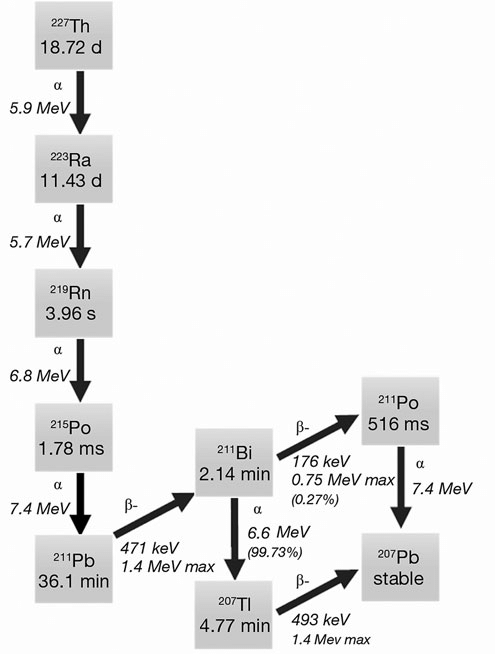 ²²⁷Th
18.72 d
α
5.9 MeV
²²³Ra
11.43 d
α
5.7 MeV
²¹⁹Rn
3.96 s
α
6.8 MeV
²¹⁵Po
1.78 ms
α
7.4 MeV
²¹¹Pb
36.1 min
β-
471 keV
1.4 MeV max
²¹¹Bi
2.14 min
β-
176 keV
0.75 MeV max
(0.27%)
α
6.6 MeV
(99.73%)
²¹¹Po
516 ms
α
7.4 MeV
²⁰⁷Tl
4.77 min
β-
493 keV
1.4 Mev max
²⁰⁷Pb
stable